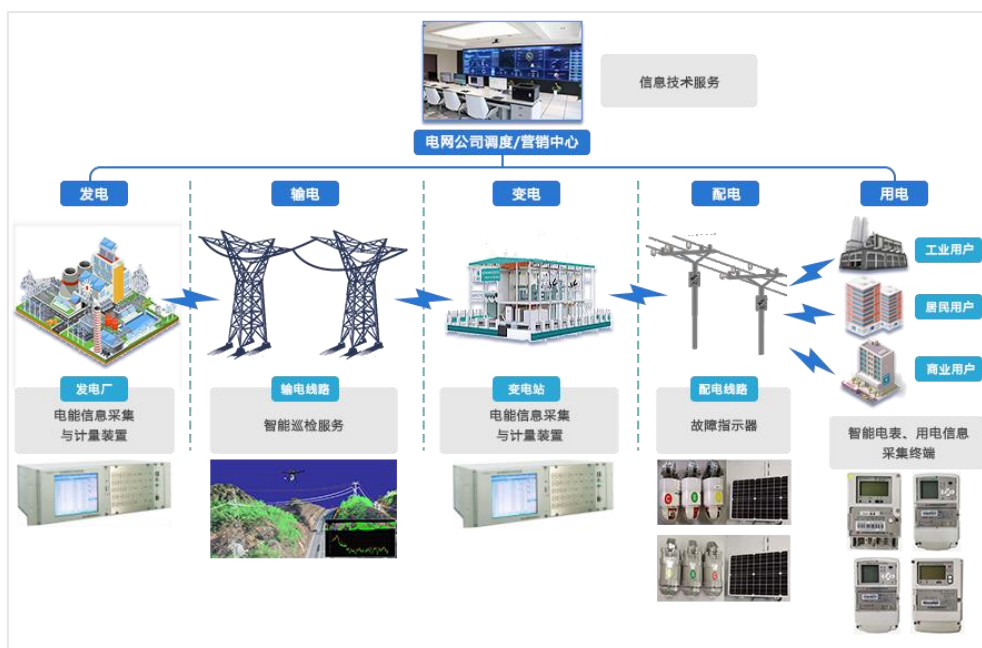 信息技术服务
电网公司调度/营销中心
发电
输电
变电
配电
用电
工业用户
居民用户
商业用户
发电厂
电能信息采集
与计量装置
输电线路
智能巡检服务
变电站
电能信息采集
与计量装置
配电线路
故障指示器
智能电表、用电信息
采集终端